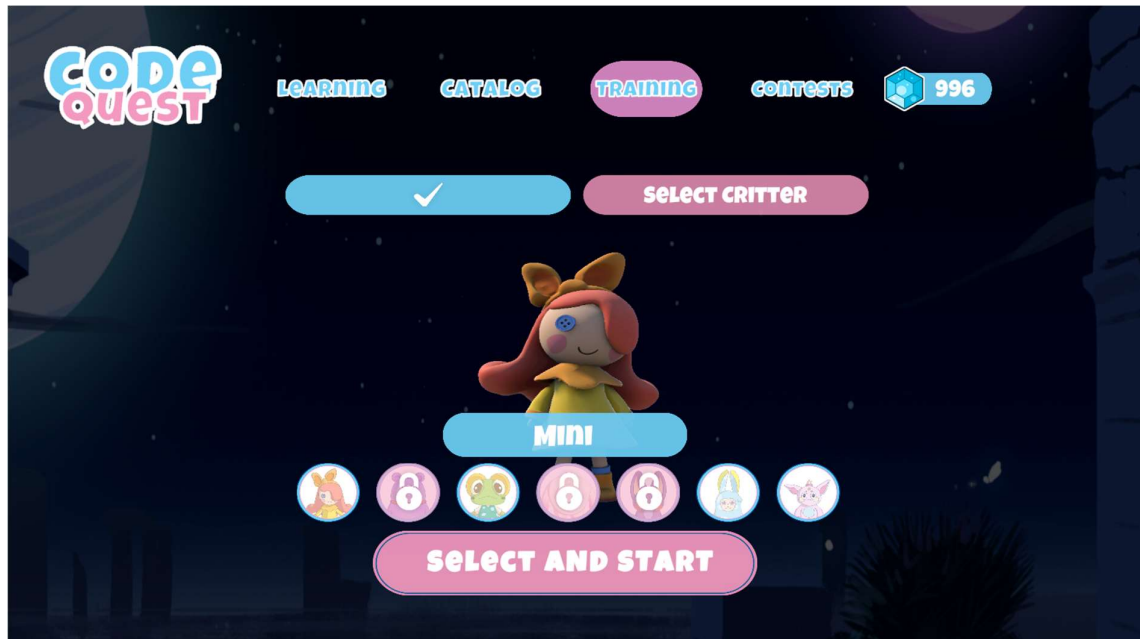 CODE
QUEST
LEARNING
CATALOG
TRAINING
CONTESTS
996
SELECT CRITTER
MINI
SELECT AND START